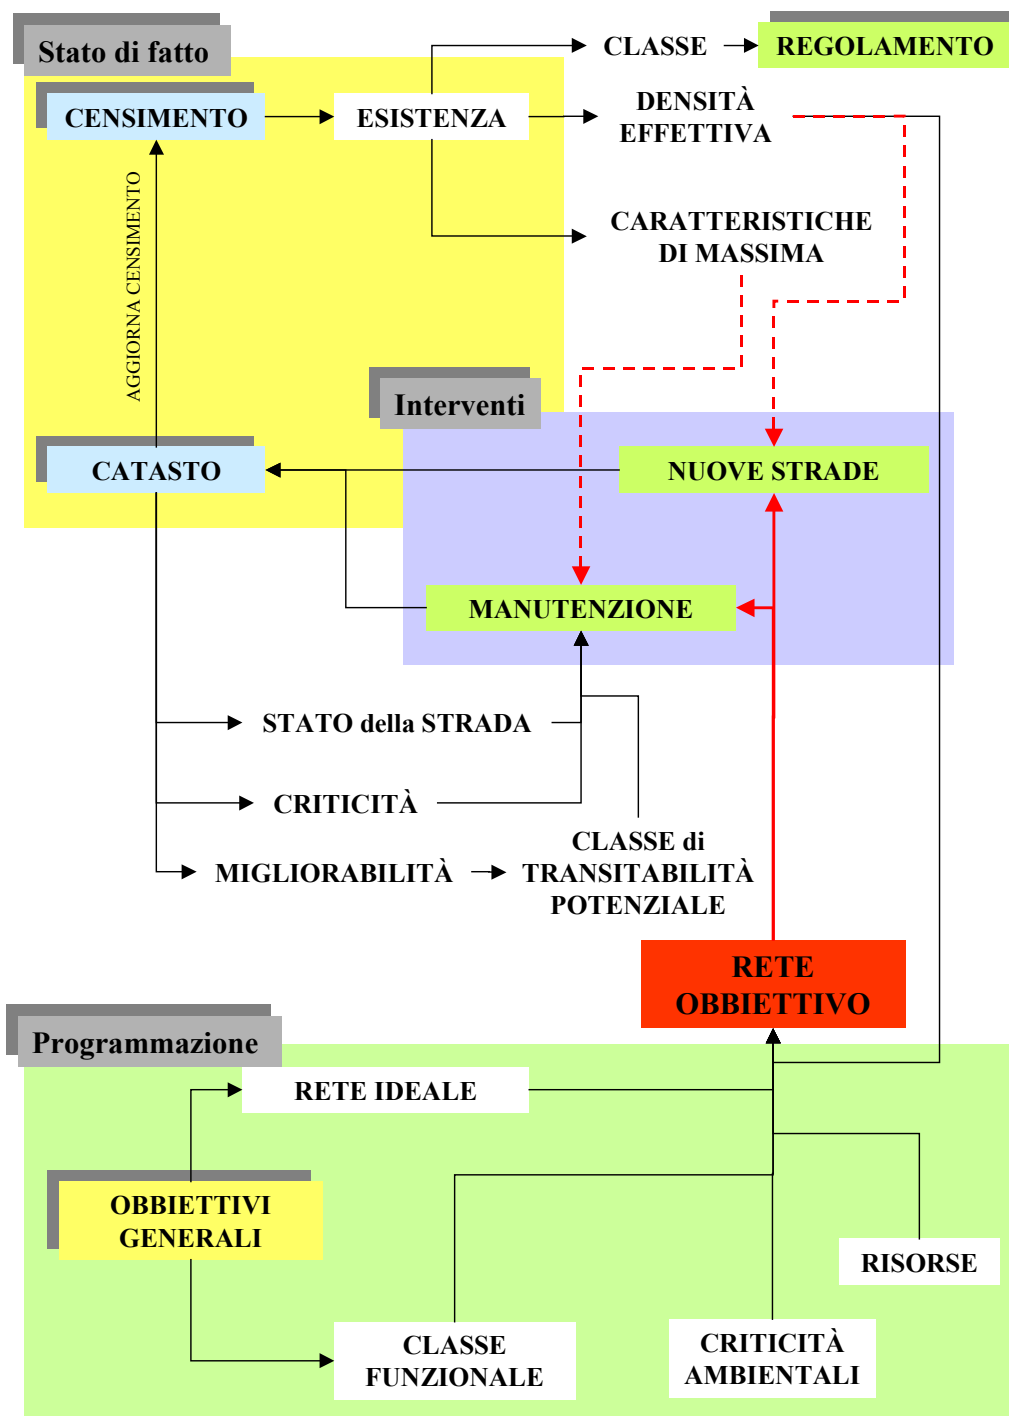 Stato di fatto
CLASSE
REGOLAMENTO
CENSIMENTO
ESISTENZA
DENSITÀ
EFFETTIVA
AGGIORNA CENSIMENTO
CARATTERISTICHE
DI MASSIMA
Interventi
CATASTO
NUOVE STRADE
MANUTENZIONE
STATO della STRADA
CRITICITÀ
MIGLIORABILITÀ
CLASSE di
TRANSITABILITÀ
POTENZIALE
RETE
OBBIETTIVO
Programmazione
RETE IDEALE
OBBIETTIVI
GENERALI
RISORSE
CLASSE
FUNZIONALE
CRITICITÀ
AMBIENTALI